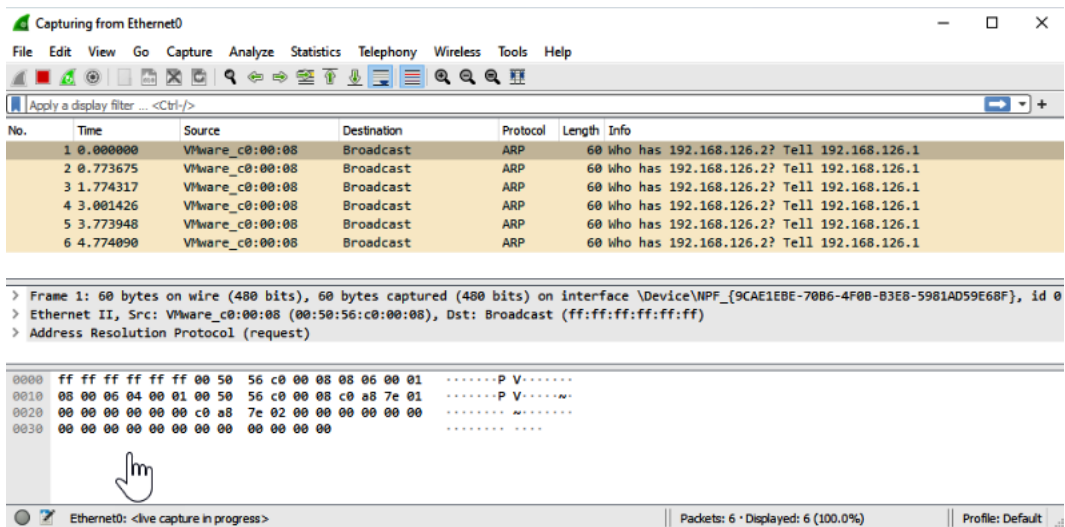 Capturing from Ethernet0
File Edit View Go Capture Analyze Statistics Telephony Wireless Tools Help
Apply a display filter ... <Ctrl-/>
No. Time Source Destination Protocol Length Info
1 0.000000 VMware_c0:00:08 Broadcast ARP 60 Who has 192.168.126.2? Tell 192.168.126.1
2 0.773675 VMware_c0:00:08 Broadcast ARP 60 Who has 192.168.126.2? Tell 192.168.126.1
3 1.774317 VMware_c0:00:08 Broadcast ARP 60 Who has 192.168.126.2? Tell 192.168.126.1
4 3.001426 VMware_c0:00:08 Broadcast ARP 60 Who has 192.168.126.2? Tell 192.168.126.1
5 3.773948 VMware_c0:00:08 Broadcast ARP 60 Who has 192.168.126.2? Tell 192.168.126.1
6 4.774090 VMware_c0:00:08 Broadcast ARP 60 Who has 192.168.126.2? Tell 192.168.126.1
> Frame 1: 60 bytes on wire (480 bits), 60 bytes captured (480 bits) on interface \Device\NPF_{9CAE1EBE-70B6-4F0B-B3E8-5981AD59E68F}, id 0
> Ethernet II, Src: VMware_c0:00:08 (00:50:56:c0:00:08), Dst: Broadcast (ff:ff:ff:ff:ff:ff)
> Address Resolution Protocol (request)
0000 ff ff ff ff ff ff 00 50 56 c0 00 08 08 06 00 01 ·······P V·······
0010 08 00 06 04 00 01 00 50 56 c0 00 08 c0 a8 7e 01 ·······P V·····~·
0020 00 00 00 00 00 00 c0 a8 7e 02 00 00 00 00 00 00 ········ ~·······
0030 00 00 00 00 00 00 00 00 00 00 00 00 ········ ····
Ethernet0: <live capture in progress> Packets: 6 · Displayed: 6 (100.0%) Profile: Default